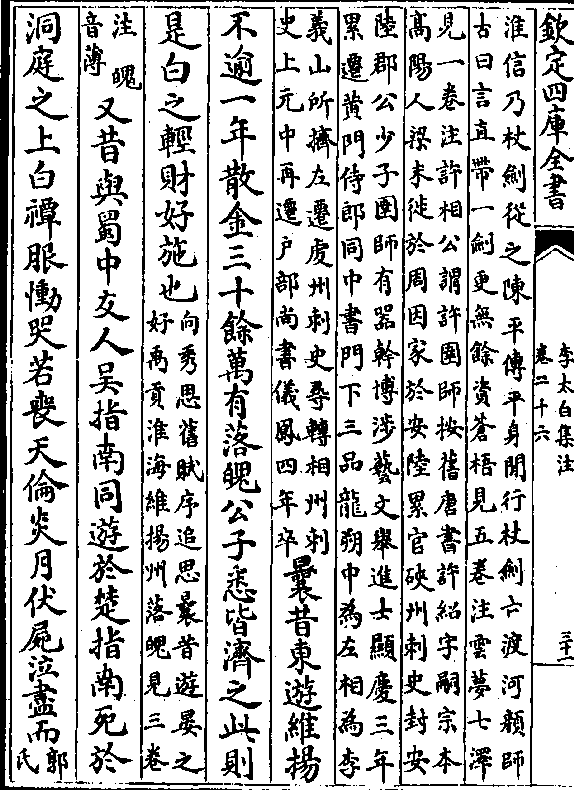 欽定四庫全書
李太白集注
卷二十六
三十一
淮信乃杖劍從之陳平傳平身閒行杖劍亡渡河顔師
古曰言直帶一劍更無餘資蒼梧見五卷注雲夢七澤
見一卷注許相公謂許圉師按舊唐書許紹字嗣宗本
髙陽人梁末徙於周因家於安陸累官硤州刺史封安
陸郡公少子圉師有器幹博涉藝文舉進士顯慶三年
累遷黄門侍郎同中書門下三品龍朔中為左相為李
義山所擠左遷䖍州刺史尋轉相州刺
史上元中再遷户部尚書儀鳳四年卒
曩昔東遊維揚
不逾一年散金三十餘萬有落魄公子悉皆濟之此則
是白之輕財好施也
向秀思舊賦序追思曩昔遊晏之
好禹貢淮海維揚州落魄見三卷
注魄
音薄
又昔與蜀中友人吴指南同遊於楚指南死於
洞庭之上白禫服慟哭若喪天倫炎月伏屍泣盡而
郭
氏